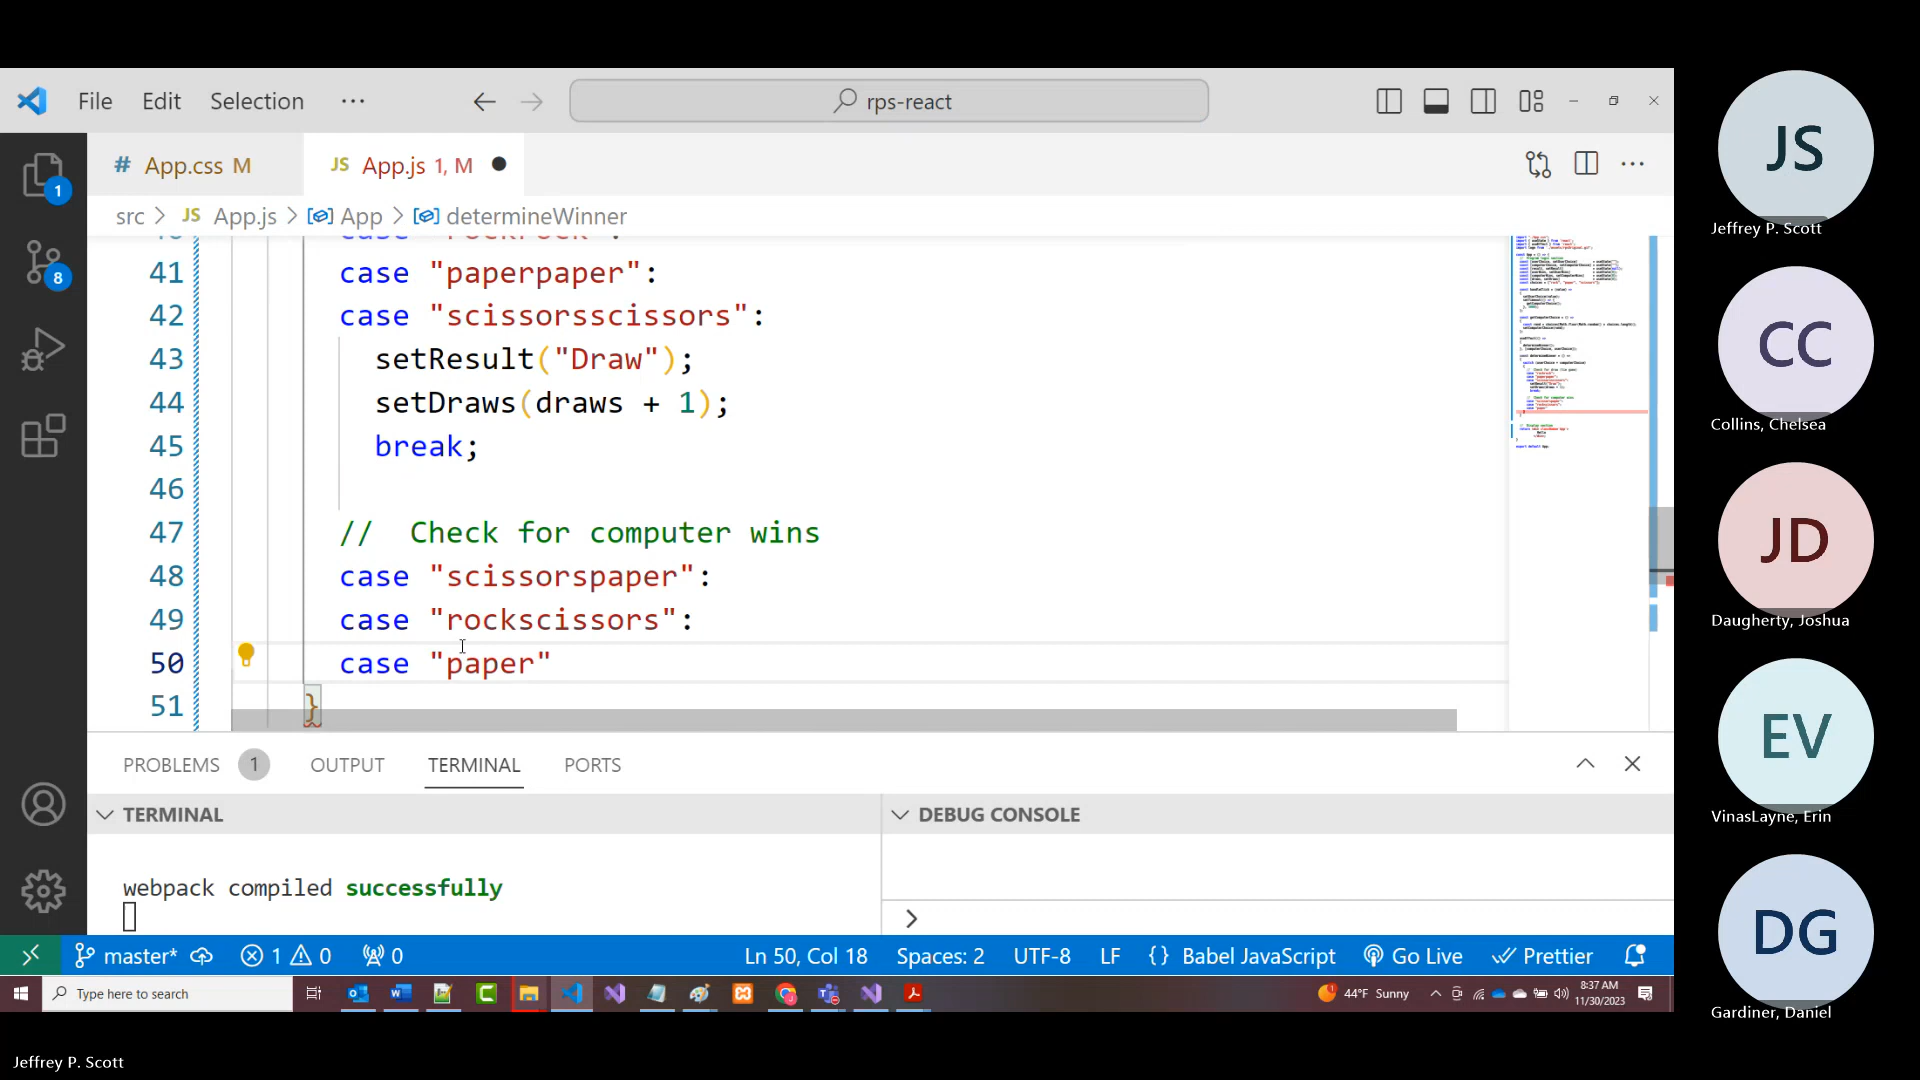 File Edit Selection ··· rps-react
# App.css M JS App.js 1, M
src > JS App.js > App > determineWinner
41 case "paperpaper":
42 case "scissorsscissors":
43 setResult("Draw");
44 setDraws(draws + 1);
45 break;
46
47 // Check for computer wins
48 case "scissorspaper":
49 case "rockscissors":
50 case "paper"
51 }
PROBLEMS 1 OUTPUT TERMINAL PORTS
TERMINAL
DEBUG CONSOLE
webpack compiled successfully
>
1
8
master* 1 0 0 Ln 50, Col 18 Spaces: 2 UTF-8 LF {} Babel JavaScript Go Live Prettier
Type here to search
44°F Sunny
8:37 AM
11/30/2023
JS
Jeffrey P. Scott
CC
Collins, Chelsea
JD
Daugherty, Joshua
EV
VinasLayne, Erin
DG
Gardiner, Daniel
Jeffrey P. Scott